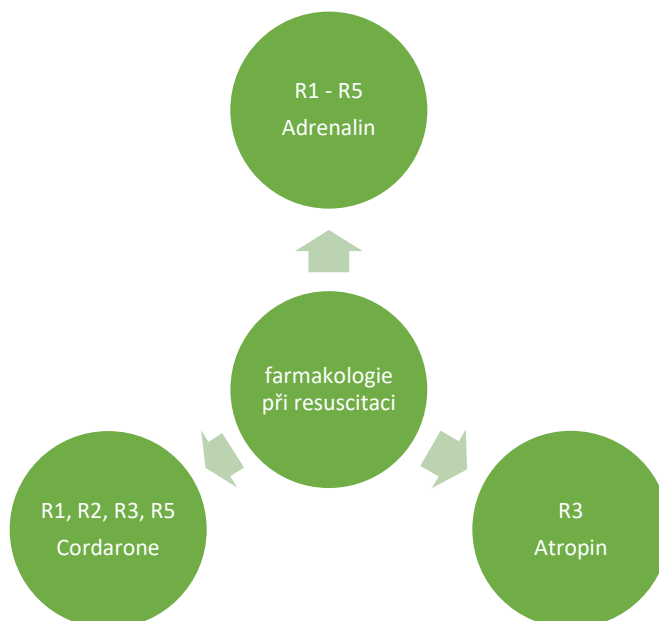 R1 - R5
Adrenalin
farmakologie
při resuscitaci
R1, R2, R3, R5
Cordarone
R3
Atropin